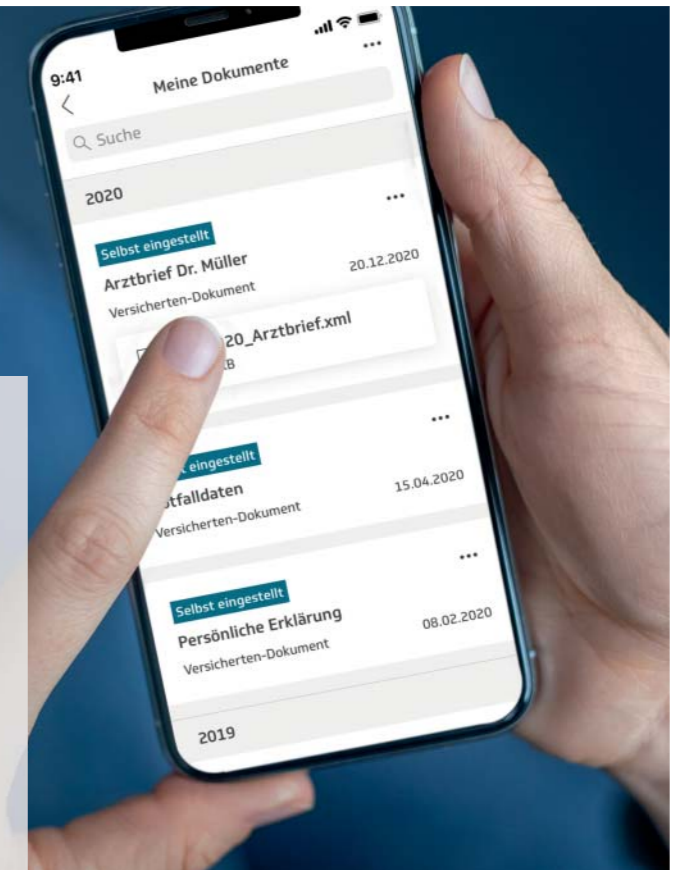 9:41
Meine Dokumente
Suche
2020
Selbst eingestellt
Arztbrief Dr. Müller
20.12.2020
Versicherten-Dokument
20_Arztbrief.xml
eingestellt
15.04.2020
Versicherten-Dokument
Selbst eingestellt
Persönliche Erklärung
08.02.2020
Versicherten-Dokument
2019